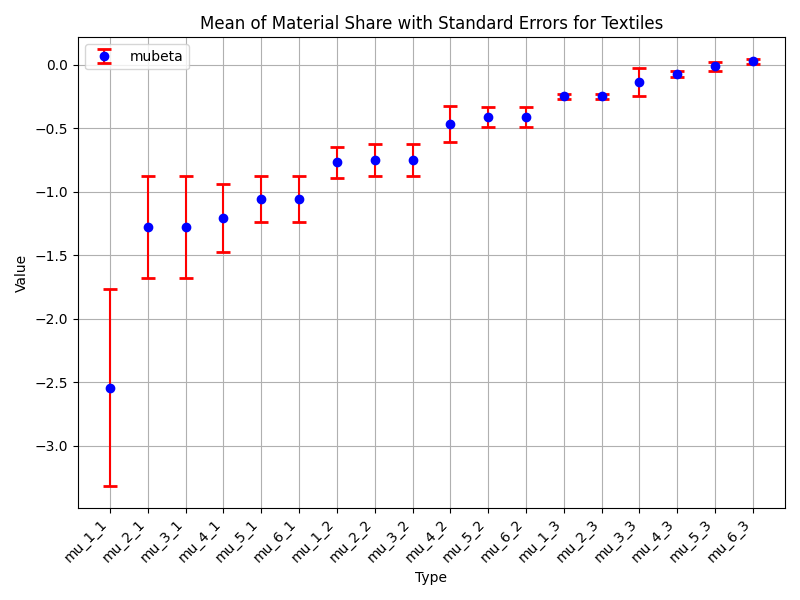 Mean of Material Share with Standard Errors for Textiles
mubeta
0.0
−0.5
−1.0
−1.5
−2.0
−2.5
−3.0
Value
mu_1_1
mu_2_1
mu_3_1
mu_4_1
mu_5_1
mu_6_1
mu_1_2
mu_2_2
mu_3_2
mu_4_2
mu_5_2
mu_6_2
mu_1_3
mu_2_3
mu_3_3
mu_4_3
mu_5_3
mu_6_3
Type